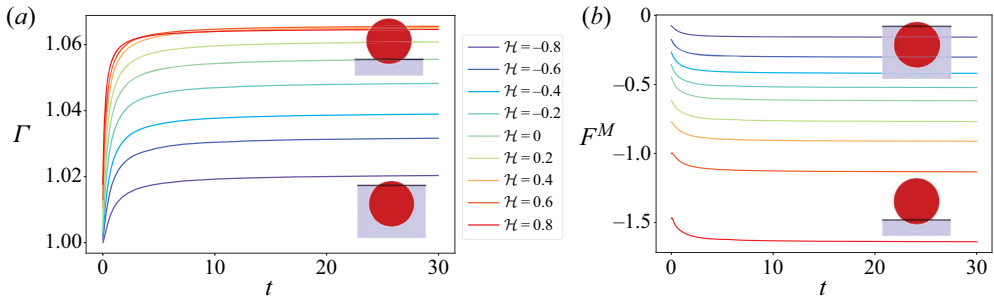 (a)
1.06
1.04
1.02
1.00
Γ
0
10
20
30
t
ℋ = −0.8
ℋ = −0.6
ℋ = −0.4
ℋ = −0.2
ℋ = 0
ℋ = 0.2
ℋ = 0.4
ℋ = 0.6
ℋ = 0.8
(b)
0
−0.5
−1.0
−1.5
F^M
0
10
20
30
t